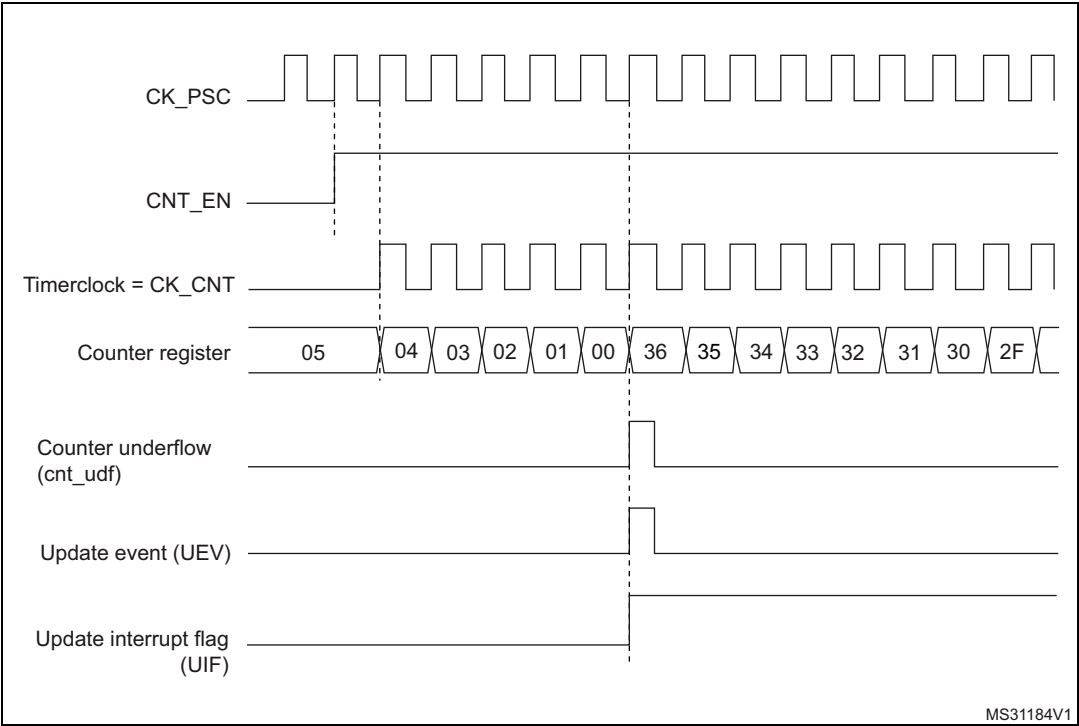 CK_PSC
CNT_EN
Timerclock = CK_CNT
Counter register 05 04 03 02 01 00 36 35 34 33 32 31 30 2F
Counter underflow
(cnt_udf)
Update event (UEV)
Update interrupt flag
(UIF)
MS31184V1